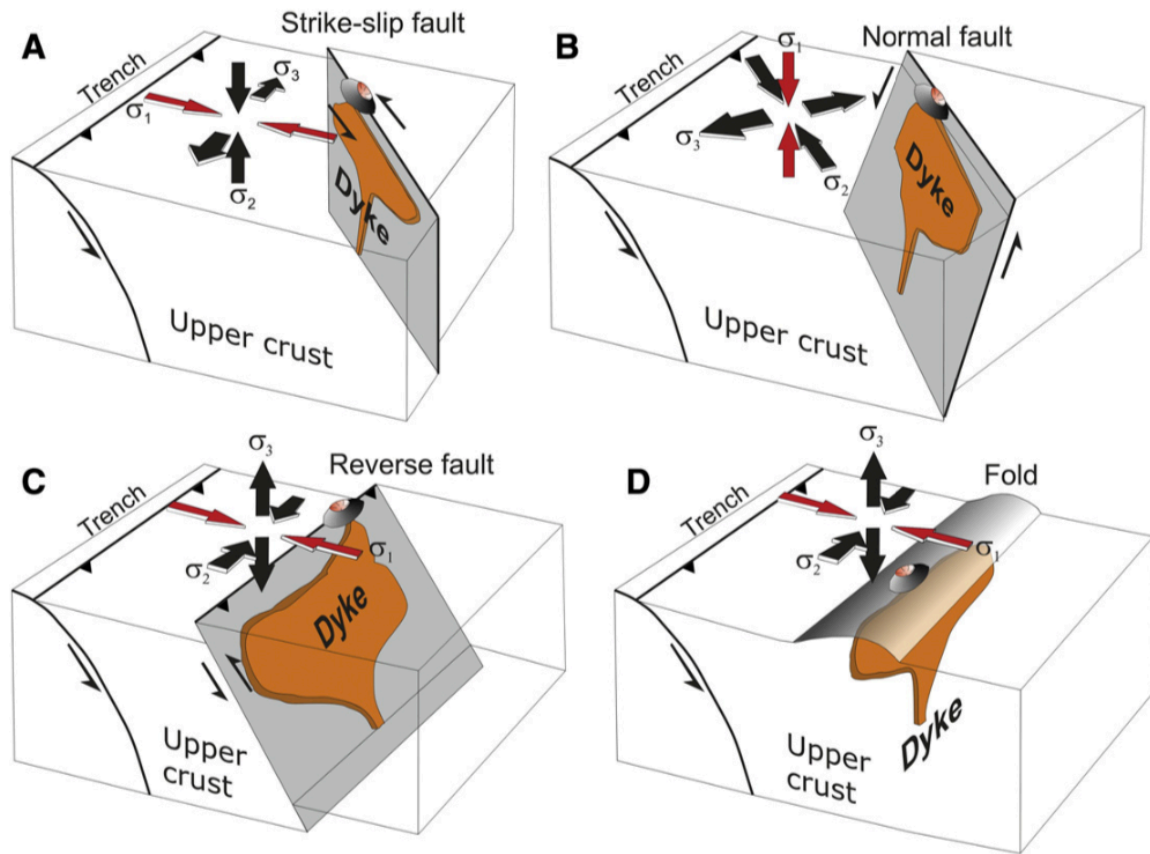 A
Strike-slip fault
Trench
σ3
σ1
σ2
Dyke
Upper crust
B
Normal fault
Trench
σ1
σ3
σ2
Dyke
Upper crust
C
Reverse fault
Trench
σ3
σ2
σ1
Dyke
Upper
crust
D
Fold
Trench
σ3
σ2
σ1
Dyke
Upper
crust